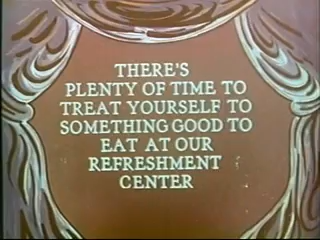 THERE'S
PLENTY OF TIME TO
TREAT YOURSELF TO
SOMETHING GOOD TO
EAT AT OUR
REFRESHMENT
CENTER